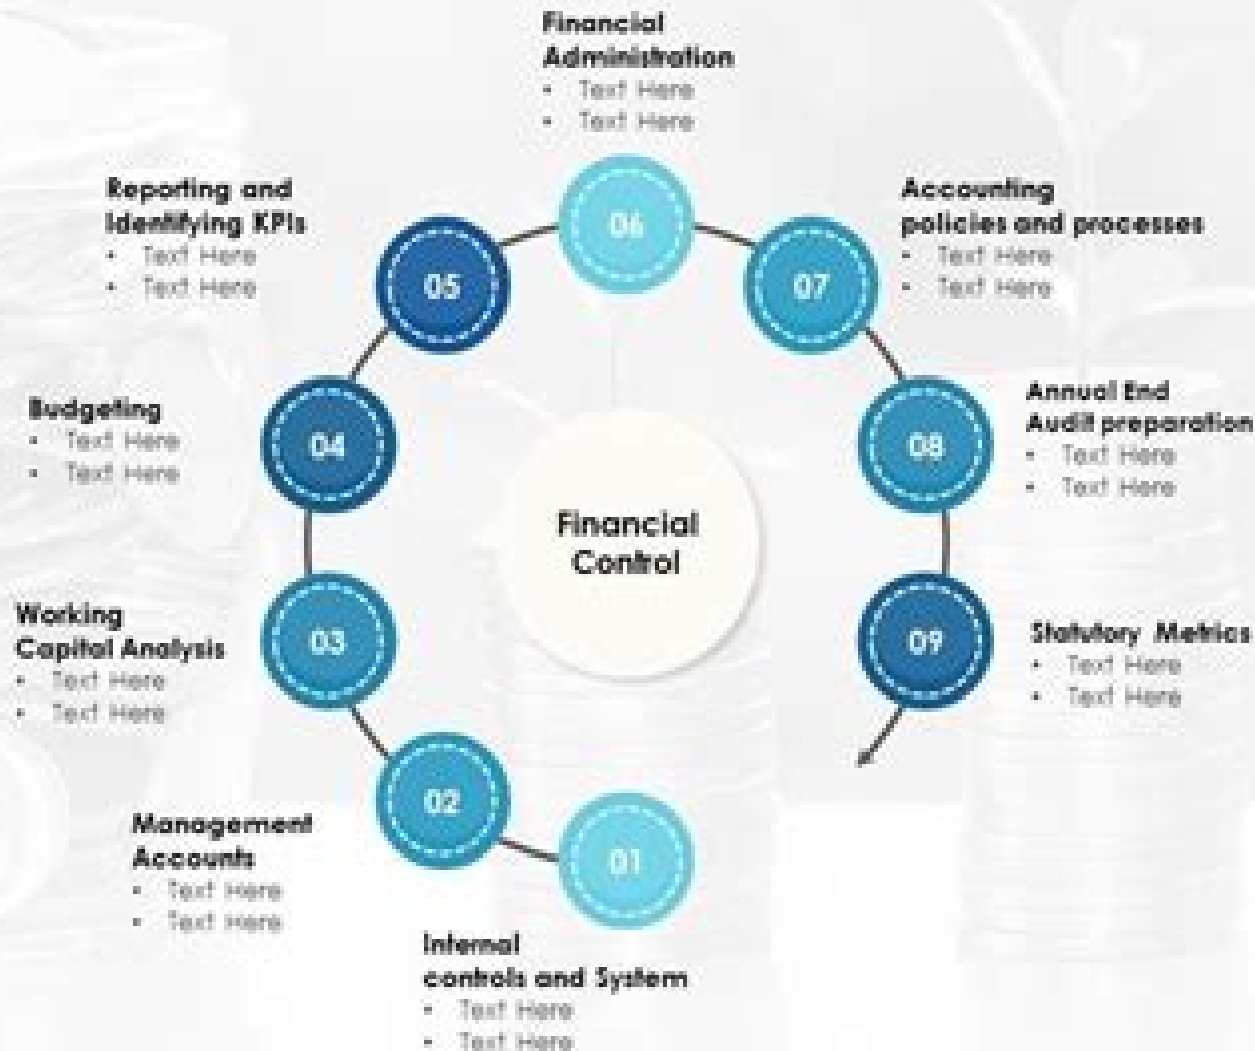 Financial
Administration
• Text Here
• Text Here
Reporting and
Identifying KPIs
• Text Here
• Text Here
Accounting
policies and processes
• Text Here
• Text Here
06
05
07
Budgeting
• Text Here
• Text Here
Annual End
Audit preparation
• Text Here
• Text Here
04
08
Financial
Control
Working
Capital Analysis
• Text Here
• Text Here
03
09
Statutory Metrics
• Text Here
• Text Here
Management
Accounts
• Text Here
• Text Here
02
01
Internal
controls and System
• Text Here
• Text Here